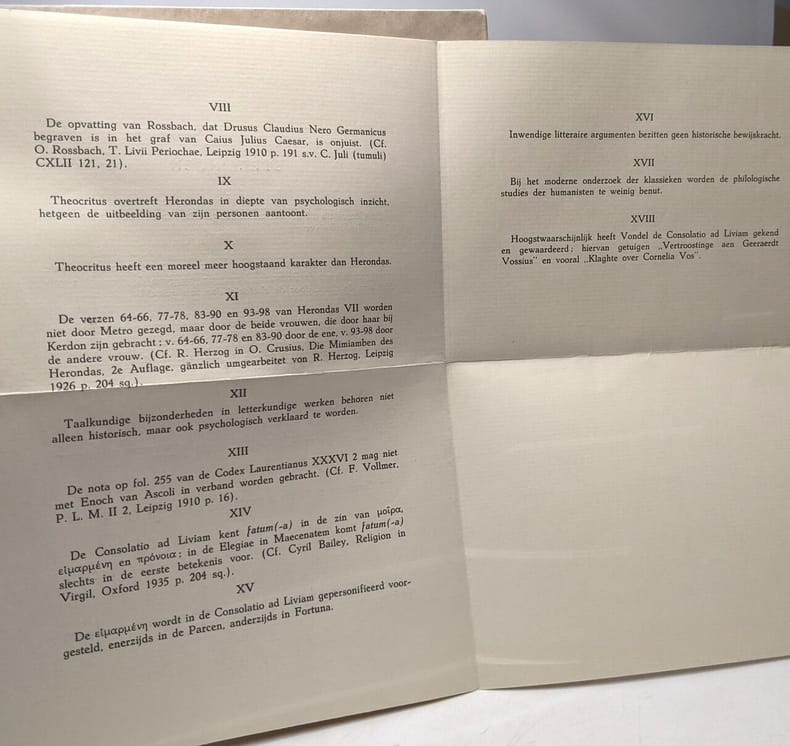 VIII
De opvatting van Rossbach, dat Drusus Claudius Nero Germanicus
begraven is in het graf van Caius Julius Caesar, is onjuist. (Cf.
O. Rossbach, T. Livii Periochae, Leipzig 1910 p. 191 s.v. C. Juli (tumuli)
CXLII 121, 21).
IX
Theocritus overtreft Herondas in diepte van psychologisch inzicht,
hetgeen de uitbeelding van zijn personen aantoont.
X
Theocritus heeft een moreel meer hoogstaand karakter dan Herondas.
XI
De verzen 64-66, 77-78, 83-90 en 93-98 van Herondas VII worden
niet door Metro gezegd, maar door de beide vrouwen, die door haar bij
Kerdon zijn gebracht; v. 64-66, 77-78 en 83-90 door de ene, v. 93-98 door
de andere vrouw. (Cf. R. Herzog in O. Crusius, Die Mimiamben des
Herondas, 2e Auflage, gänzlich umgearbeitet von R. Herzog, Leipzig
1926 p. 204 sq.).
XII
Taalkundige bijzonderheden in letterkundige werken behoren niet
alleen historisch, maar ook psychologisch verklaard te worden.
XIII
De nota op fol. 255 van de Codex Laurentianus XXXVI 2 mag niet
met Enoch van Ascoli in verband worden gebracht. (Cf. F. Vollmer,
P. L. M. II 2, Leipzig 1910 p. 16).
XIV
De Consolatio ad Liviam kent fatum(-a) in de zin van μοῖρα,
εἱμαρμένη en πρόνοια; in de Elegiae in Maecenatem komt fatum(-a)
slechts in de eerste betekenis voor. (Cf. Cyril Bailey, Religion in
Virgil, Oxford 1935 p. 204 sq.).
XV
De εἱμαρμένη wordt in de Consolatio ad Liviam gepersonifieerd voor-
gesteld, enerzijds in de Parcen, anderzijds in Fortuna.
XVI
Inwendige litteraire argumenten bezitten geen historische bewijskracht.
XVII
Bij het moderne onderzoek der klassieken worden de philologische
studies der humanisten te weinig benut.
XVIII
Hoogstwaarschijnlijk heeft Vondel de Consolatio ad Liviam gekend
en gewaardeerd; hiervan getuigen „Vertroostinge aen Geeraerdt
Vossius" en vooral „Klaghte over Cornelia Vos".